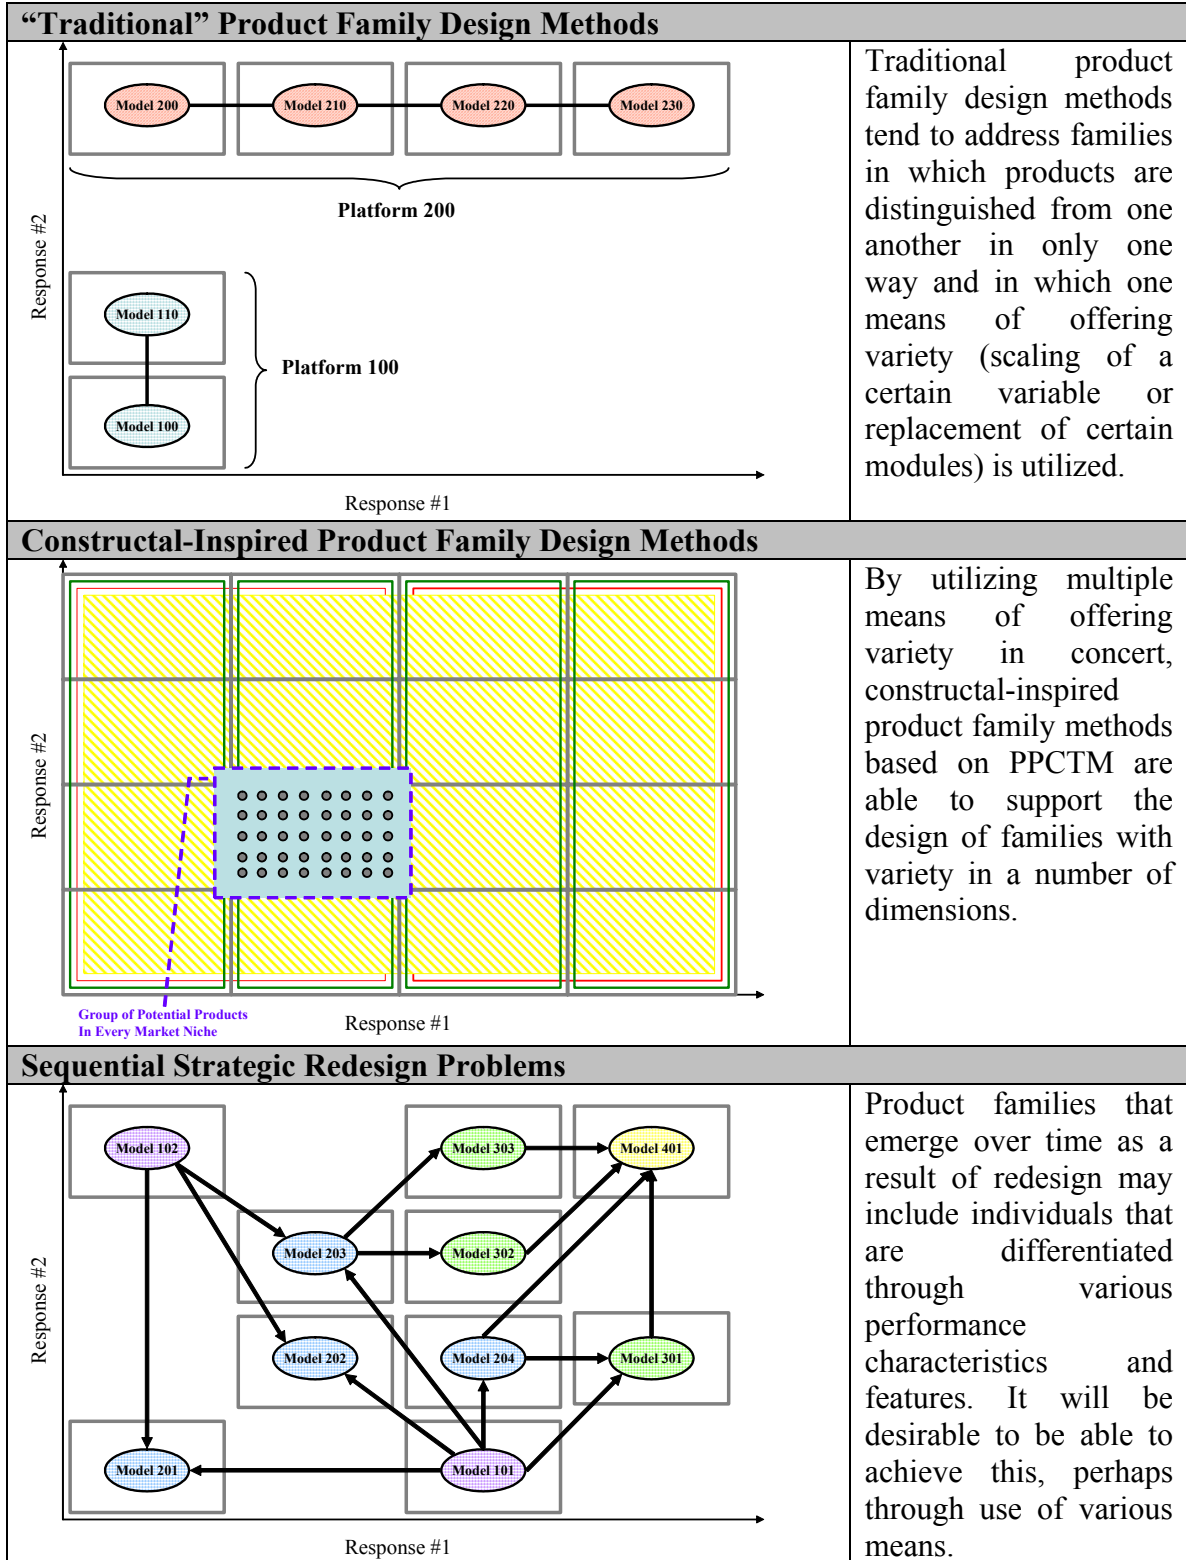 “Traditional” Product Family Design Methods
Response #2
Model 200
Model 210
Model 220
Model 230
Platform 200
Model 110
Platform 100
Model 100
Response #1
Traditional product
family design methods
tend to address families
in which products are
distinguished from one
another in only one
way and in which one
means of offering
variety (scaling of a
certain variable or
replacement of certain
modules) is utilized.
Constructal-Inspired Product Family Design Methods
Response #2
Group of Potential Products
In Every Market Niche
Response #1
By utilizing multiple
means of offering
variety in concert,
constructal-inspired
product family methods
based on PPCTM are
able to support the
design of families with
variety in a number of
dimensions.
Sequential Strategic Redesign Problems
Response #2
Model 102
Model 303
Model 401
Model 203
Model 302
Model 202
Model 204
Model 301
Model 201
Model 101
Response #1
Product families that
emerge over time as a
result of redesign may
include individuals that
are differentiated
through various
performance
characteristics and
features. It will be
desirable to be able to
achieve this, perhaps
through use of various
means.